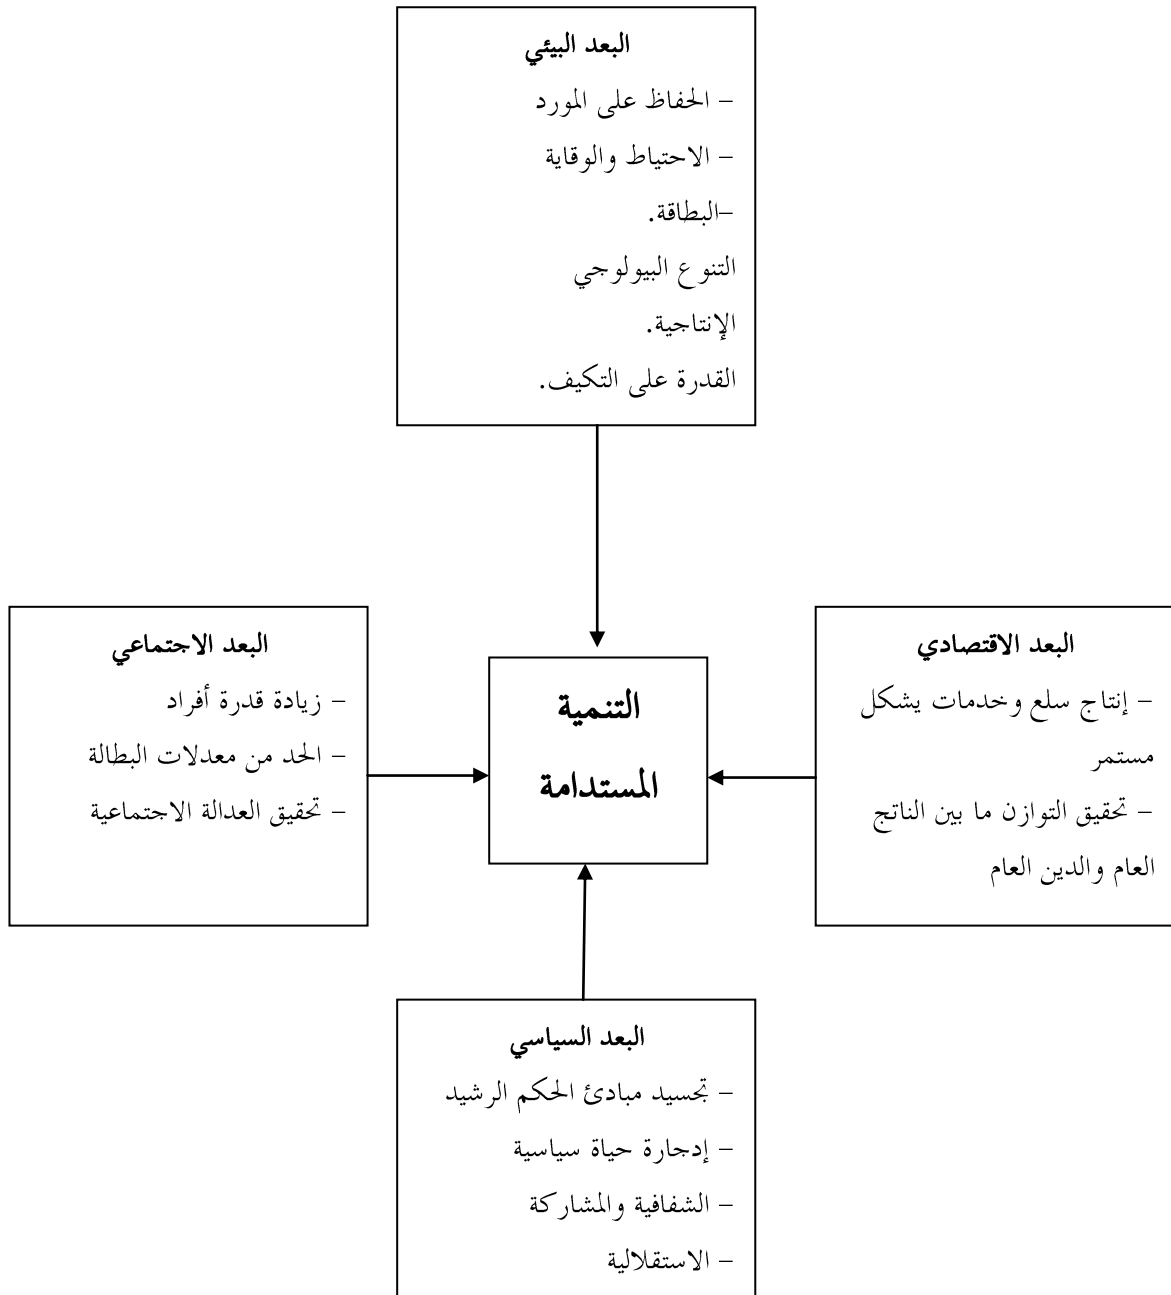 البعد البيئي
– الحفاظ على المورد
– الاحتياط والوقاية
–البطاقة.
التنوع البيولوجي
الإنتاجية.
القدرة على التكيف.
البعد الاقتصادي
– إنتاج سلع وخدمات يشكل
مستمر
– تحقيق التوازن ما بين الناتج
العام والدين العام
التنمية
المستدامة
البعد الاجتماعي
– زيادة قدرة أفراد
– الحد من معدلات البطالة
– تحقيق العدالة الاجتماعية
البعد السياسي
– تجسيد مبادئ الحكم الرشيد
– إدجارة حياة سياسية
– الشفافية والمشاركة
– الاستقلالية